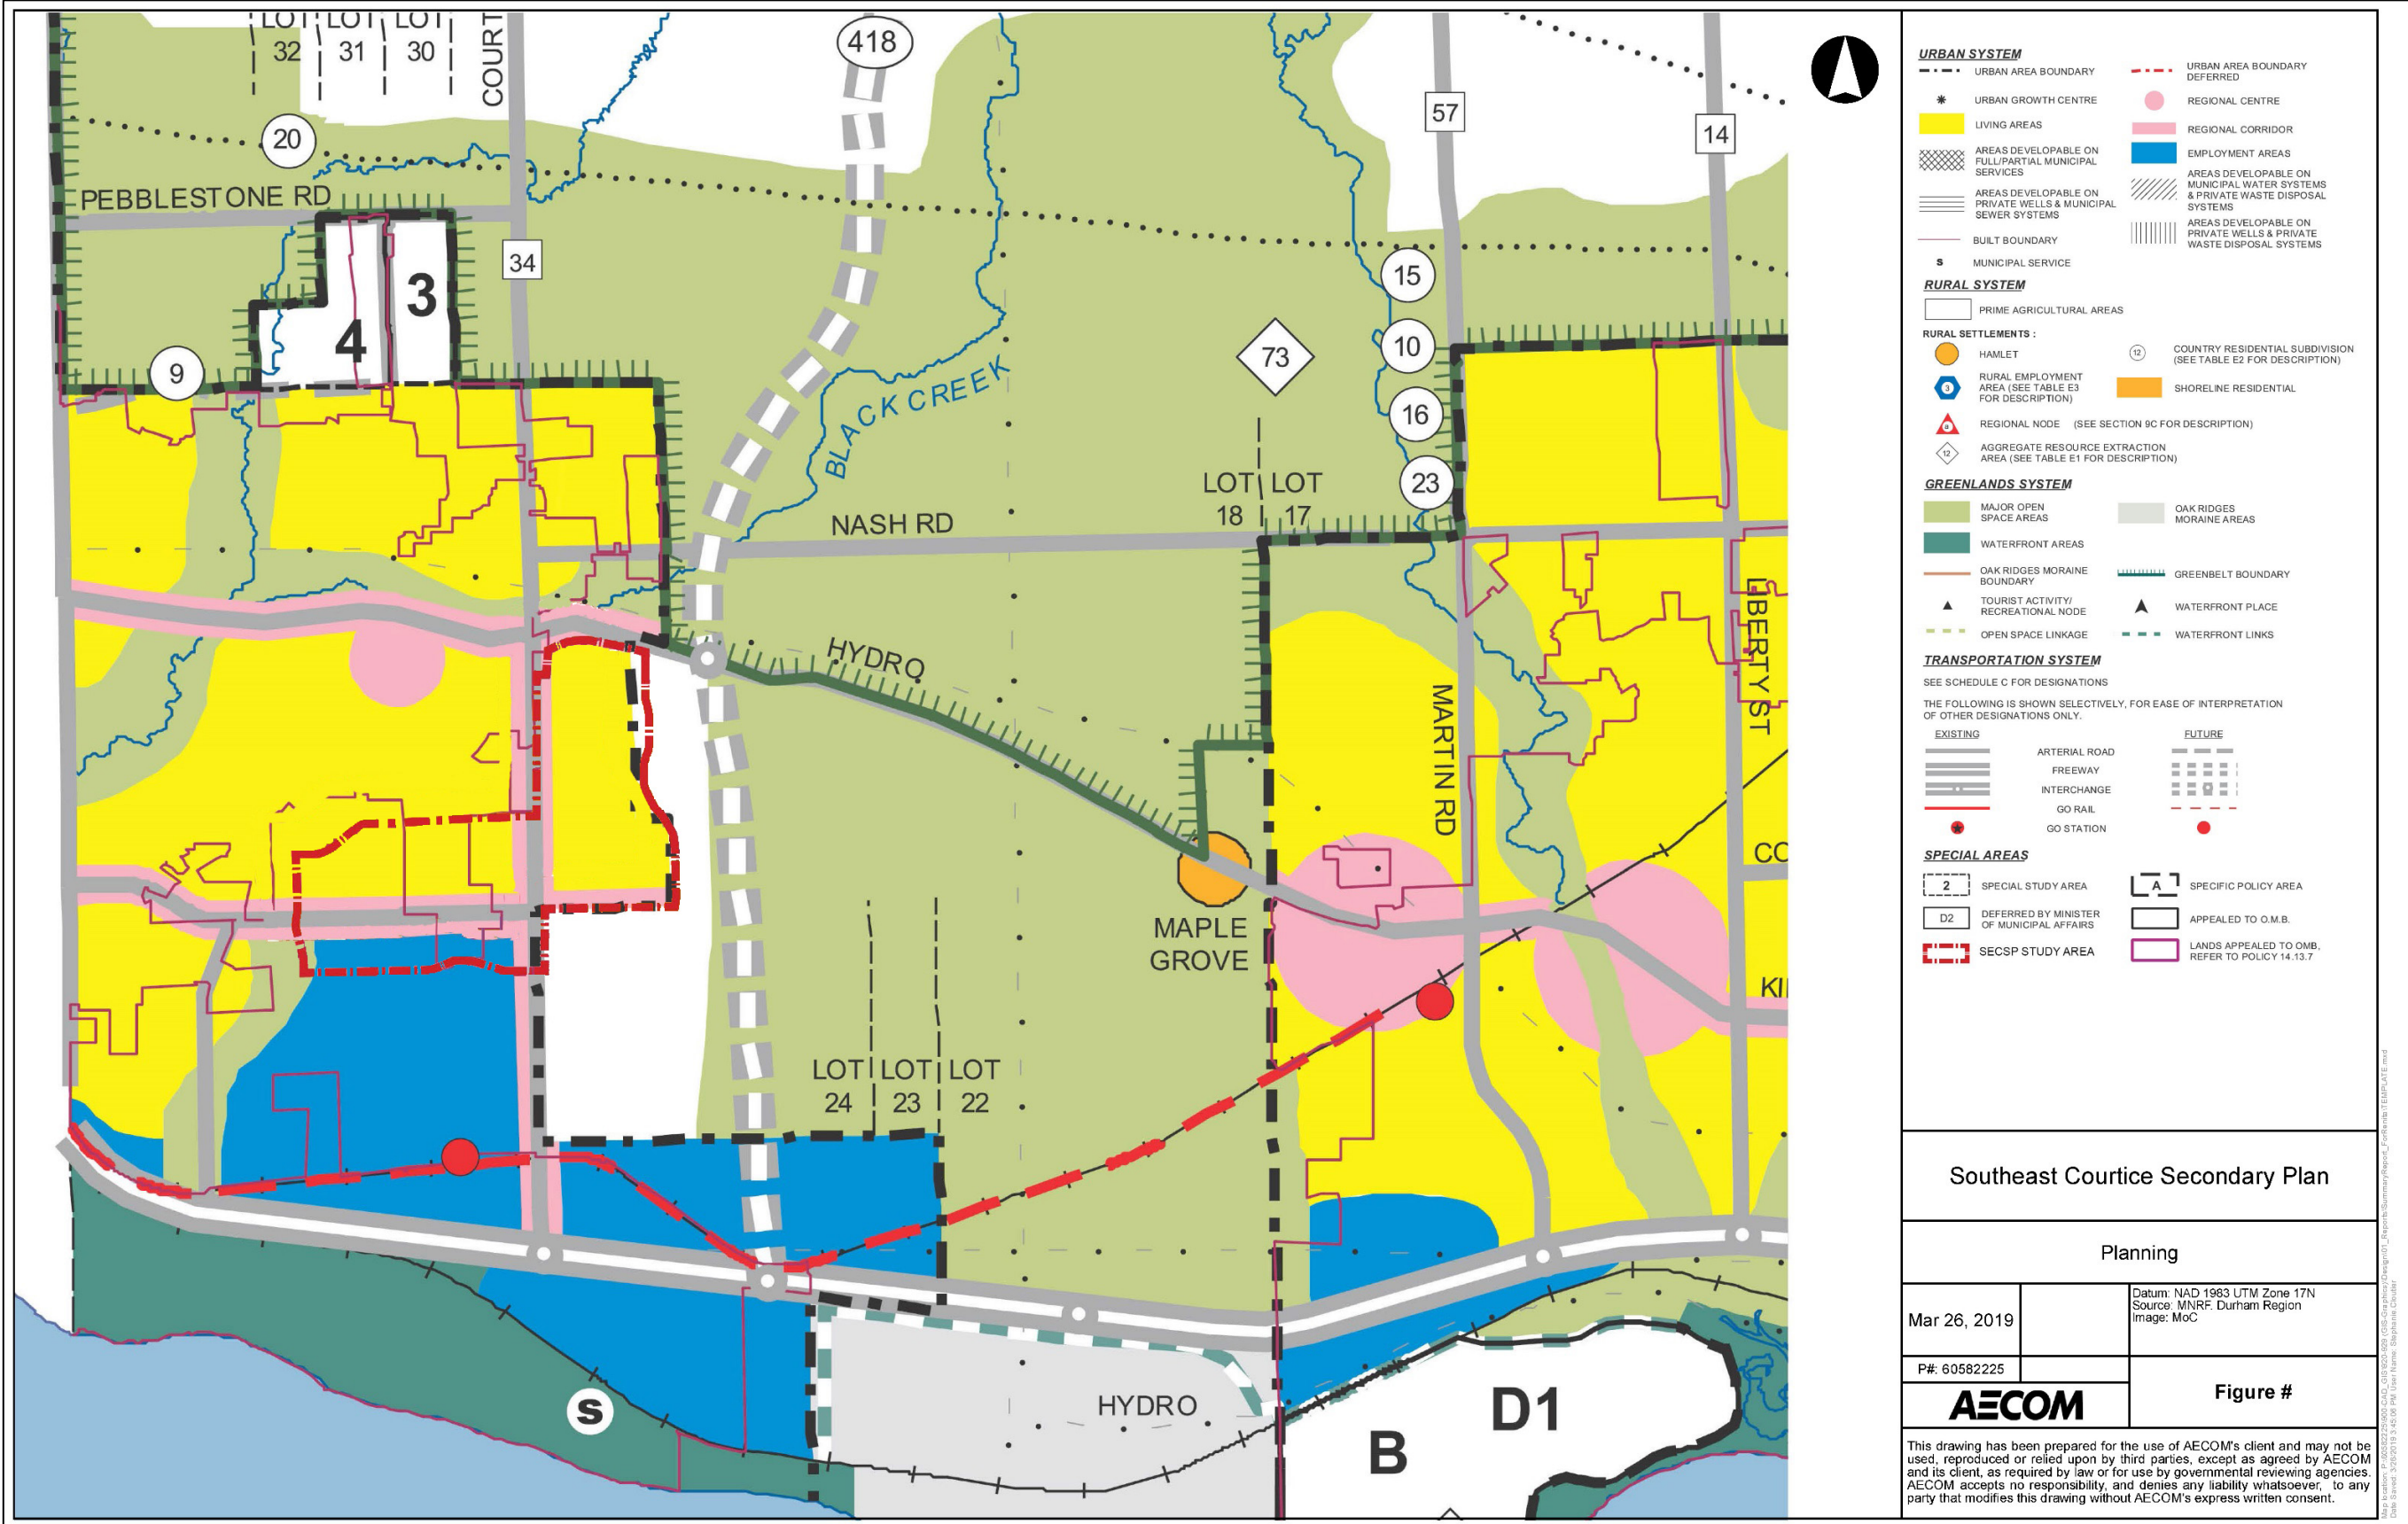 LOT LOT LOT
32 31 30
COURT
418
57
14
20
PEBBLESTONE RD
34
3
4
9
15
10
16
23
73
BLACK CREEK
LOT LOT
18 17
NASH RD
HYDRO
MARTIN RD
LIBERTY ST
MAPLE
GROVE
LOT LOT LOT
24 23 22
S
HYDRO
B
D1
URBAN SYSTEM
URBAN AREA BOUNDARY
URBAN AREA BOUNDARY
DEFERRED
URBAN GROWTH CENTRE
REGIONAL CENTRE
LIVING AREAS
REGIONAL CORRIDOR
AREAS DEVELOPABLE ON
FULL/PARTIAL MUNICIPAL
SERVICES
EMPLOYMENT AREAS
AREAS DEVELOPABLE ON
MUNICIPAL WATER SYSTEMS
& PRIVATE WASTE DISPOSAL
SYSTEMS
AREAS DEVELOPABLE ON
PRIVATE WELLS & MUNICIPAL
SEWER SYSTEMS
AREAS DEVELOPABLE ON
PRIVATE WELLS & PRIVATE
WASTE DISPOSAL SYSTEMS
BUILT BOUNDARY
S MUNICIPAL SERVICE
RURAL SYSTEM
PRIME AGRICULTURAL AREAS
RURAL SETTLEMENTS :
HAMLET
12 COUNTRY RESIDENTIAL SUBDIVISION
(SEE TABLE E2 FOR DESCRIPTION)
3 RURAL EMPLOYMENT
AREA (SEE TABLE E3
FOR DESCRIPTION)
SHORELINE RESIDENTIAL
REGIONAL NODE (SEE SECTION 9C FOR DESCRIPTION)
12 AGGREGATE RESOURCE EXTRACTION
AREA (SEE TABLE E1 FOR DESCRIPTION)
GREENLANDS SYSTEM
MAJOR OPEN
SPACE AREAS
OAK RIDGES
MORAINE AREAS
WATERFRONT AREAS
OAK RIDGES MORAINE
BOUNDARY
GREENBELT BOUNDARY
TOURIST ACTIVITY/
RECREATIONAL NODE
WATERFRONT PLACE
OPEN SPACE LINKAGE
WATERFRONT LINKS
TRANSPORTATION SYSTEM
SEE SCHEDULE C FOR DESIGNATIONS
THE FOLLOWING IS SHOWN SELECTIVELY, FOR EASE OF INTERPRETATION
OF OTHER DESIGNATIONS ONLY.
EXISTING
FUTURE
ARTERIAL ROAD
FREEWAY
INTERCHANGE
GO RAIL
GO STATION
SPECIAL AREAS
2 SPECIAL STUDY AREA
A SPECIFIC POLICY AREA
D2 DEFERRED BY MINISTER
OF MUNICIPAL AFFAIRS
APPEALED TO O.M.B.
SECSP STUDY AREA
LANDS APPEALED TO OMB,
REFER TO POLICY 14.13.7
Southeast Courtice Secondary Plan
Planning
Mar 26, 2019
Datum: NAD 1983 UTM Zone 17N
Source: MNRF, Durham Region
Image: MoC
P#: 60582225
AECOM
Figure #
This drawing has been prepared for the use of AECOM's client and may not be
used, reproduced or relied upon by third parties, except as agreed by AECOM
and its client, as required by law or for use by governmental reviewing agencies.
AECOM accepts no responsibility, and denies any liability whatsoever, to any
party that modifies this drawing without AECOM's express written consent.